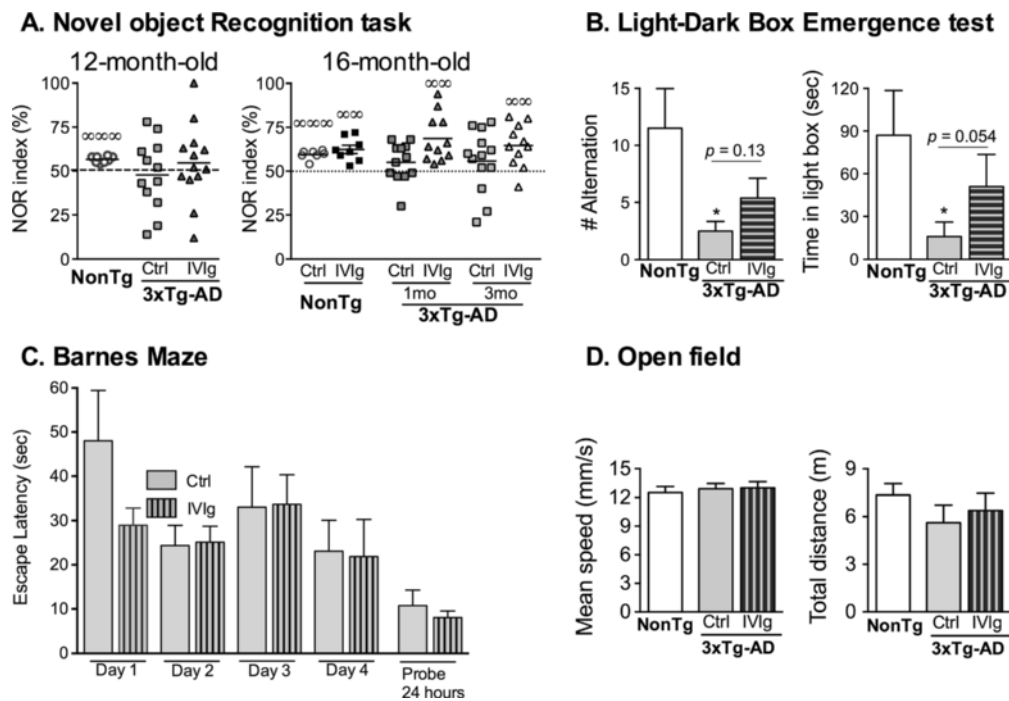 A. Novel object Recognition task
12-month-old
16-month-old
NOR index (%)
100
75
50
25
0
∞∞∞
NonTg
Ctrl
IVIg
3xTg-AD
NOR index (%)
100
75
50
25
0
∞∞∞
∞∞
∞∞
∞∞
Ctrl
IVIg
Ctrl
IVIg
Ctrl
IVIg
NonTg
1mo
3mo
3xTg-AD
B. Light-Dark Box Emergence test
# Alternation
15
10
5
0
p = 0.13
*
NonTg
Ctrl
IVIg
3xTg-AD
Time in light box (sec)
120
90
60
30
0
p = 0.054
*
NonTg
Ctrl
IVIg
3xTg-AD
C. Barnes Maze
Escape Latency (sec)
60
50
40
30
20
10
0
Ctrl
IVIg
Day 1
Day 2
Day 3
Day 4
Probe
24 hours
D. Open field
Mean speed (mm/s)
15
12
9
6
3
0
NonTg
Ctrl
IVIg
3xTg-AD
Total distance (m)
9
6
3
0
NonTg
Ctrl
IVIg
3xTg-AD